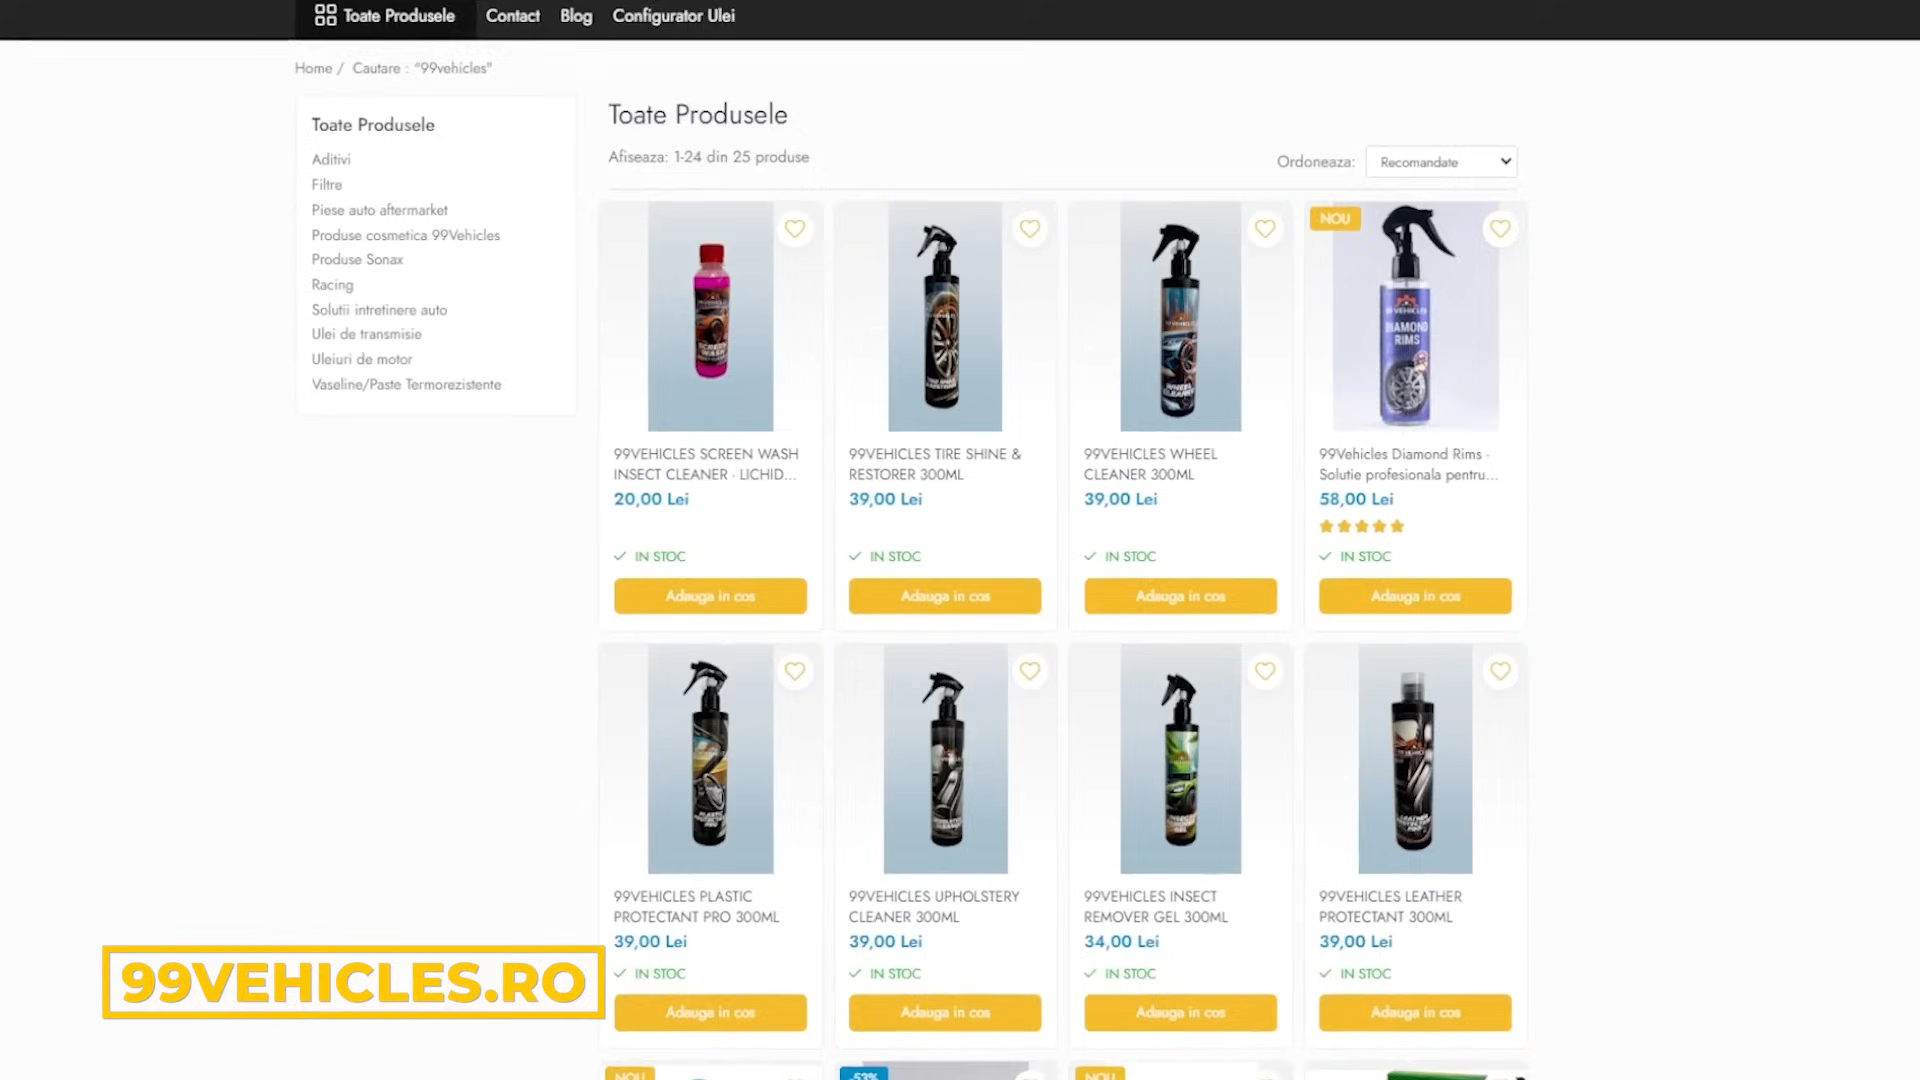 Toate Produsele
Contact
Blog
Configurator Ulei
Home / Cautare : "99vehicles"
Toate Produsele
Aditivi
Filtre
Piese auto aftermarket
Produse cosmetica 99Vehicles
Produse Sonax
Racing
Solutii intretinere auto
Ulei de transmisie
Uleiuri de motor
Vaseline/Paste Termorezistente
Toate Produsele
Afiseaza: 1-24 din 25 produse
Ordoneaza:
Recomandate
NOU
DIAMOND
RIMS
99VEHICLES SCREEN WASH
INSECT CLEANER - LICHID...
20,00 Lei
IN STOC
Adauga in cos
99VEHICLES TIRE SHINE &
RESTORER 300ML
39,00 Lei
IN STOC
Adauga in cos
99VEHICLES WHEEL
CLEANER 300ML
39,00 Lei
IN STOC
Adauga in cos
99Vehicles Diamond Rims -
Solutie profesionala pentru...
58,00 Lei
IN STOC
Adauga in cos
99VEHICLES PLASTIC
PROTECTANT PRO 300ML
39,00 Lei
IN STOC
Adauga in cos
99VEHICLES UPHOLSTERY
CLEANER 300ML
39,00 Lei
IN STOC
Adauga in cos
99VEHICLES INSECT
REMOVER GEL 300ML
34,00 Lei
IN STOC
Adauga in cos
99VEHICLES LEATHER
PROTECTANT 300ML
39,00 Lei
IN STOC
Adauga in cos
99VEHICLES.RO
NOU
-53%
NOU